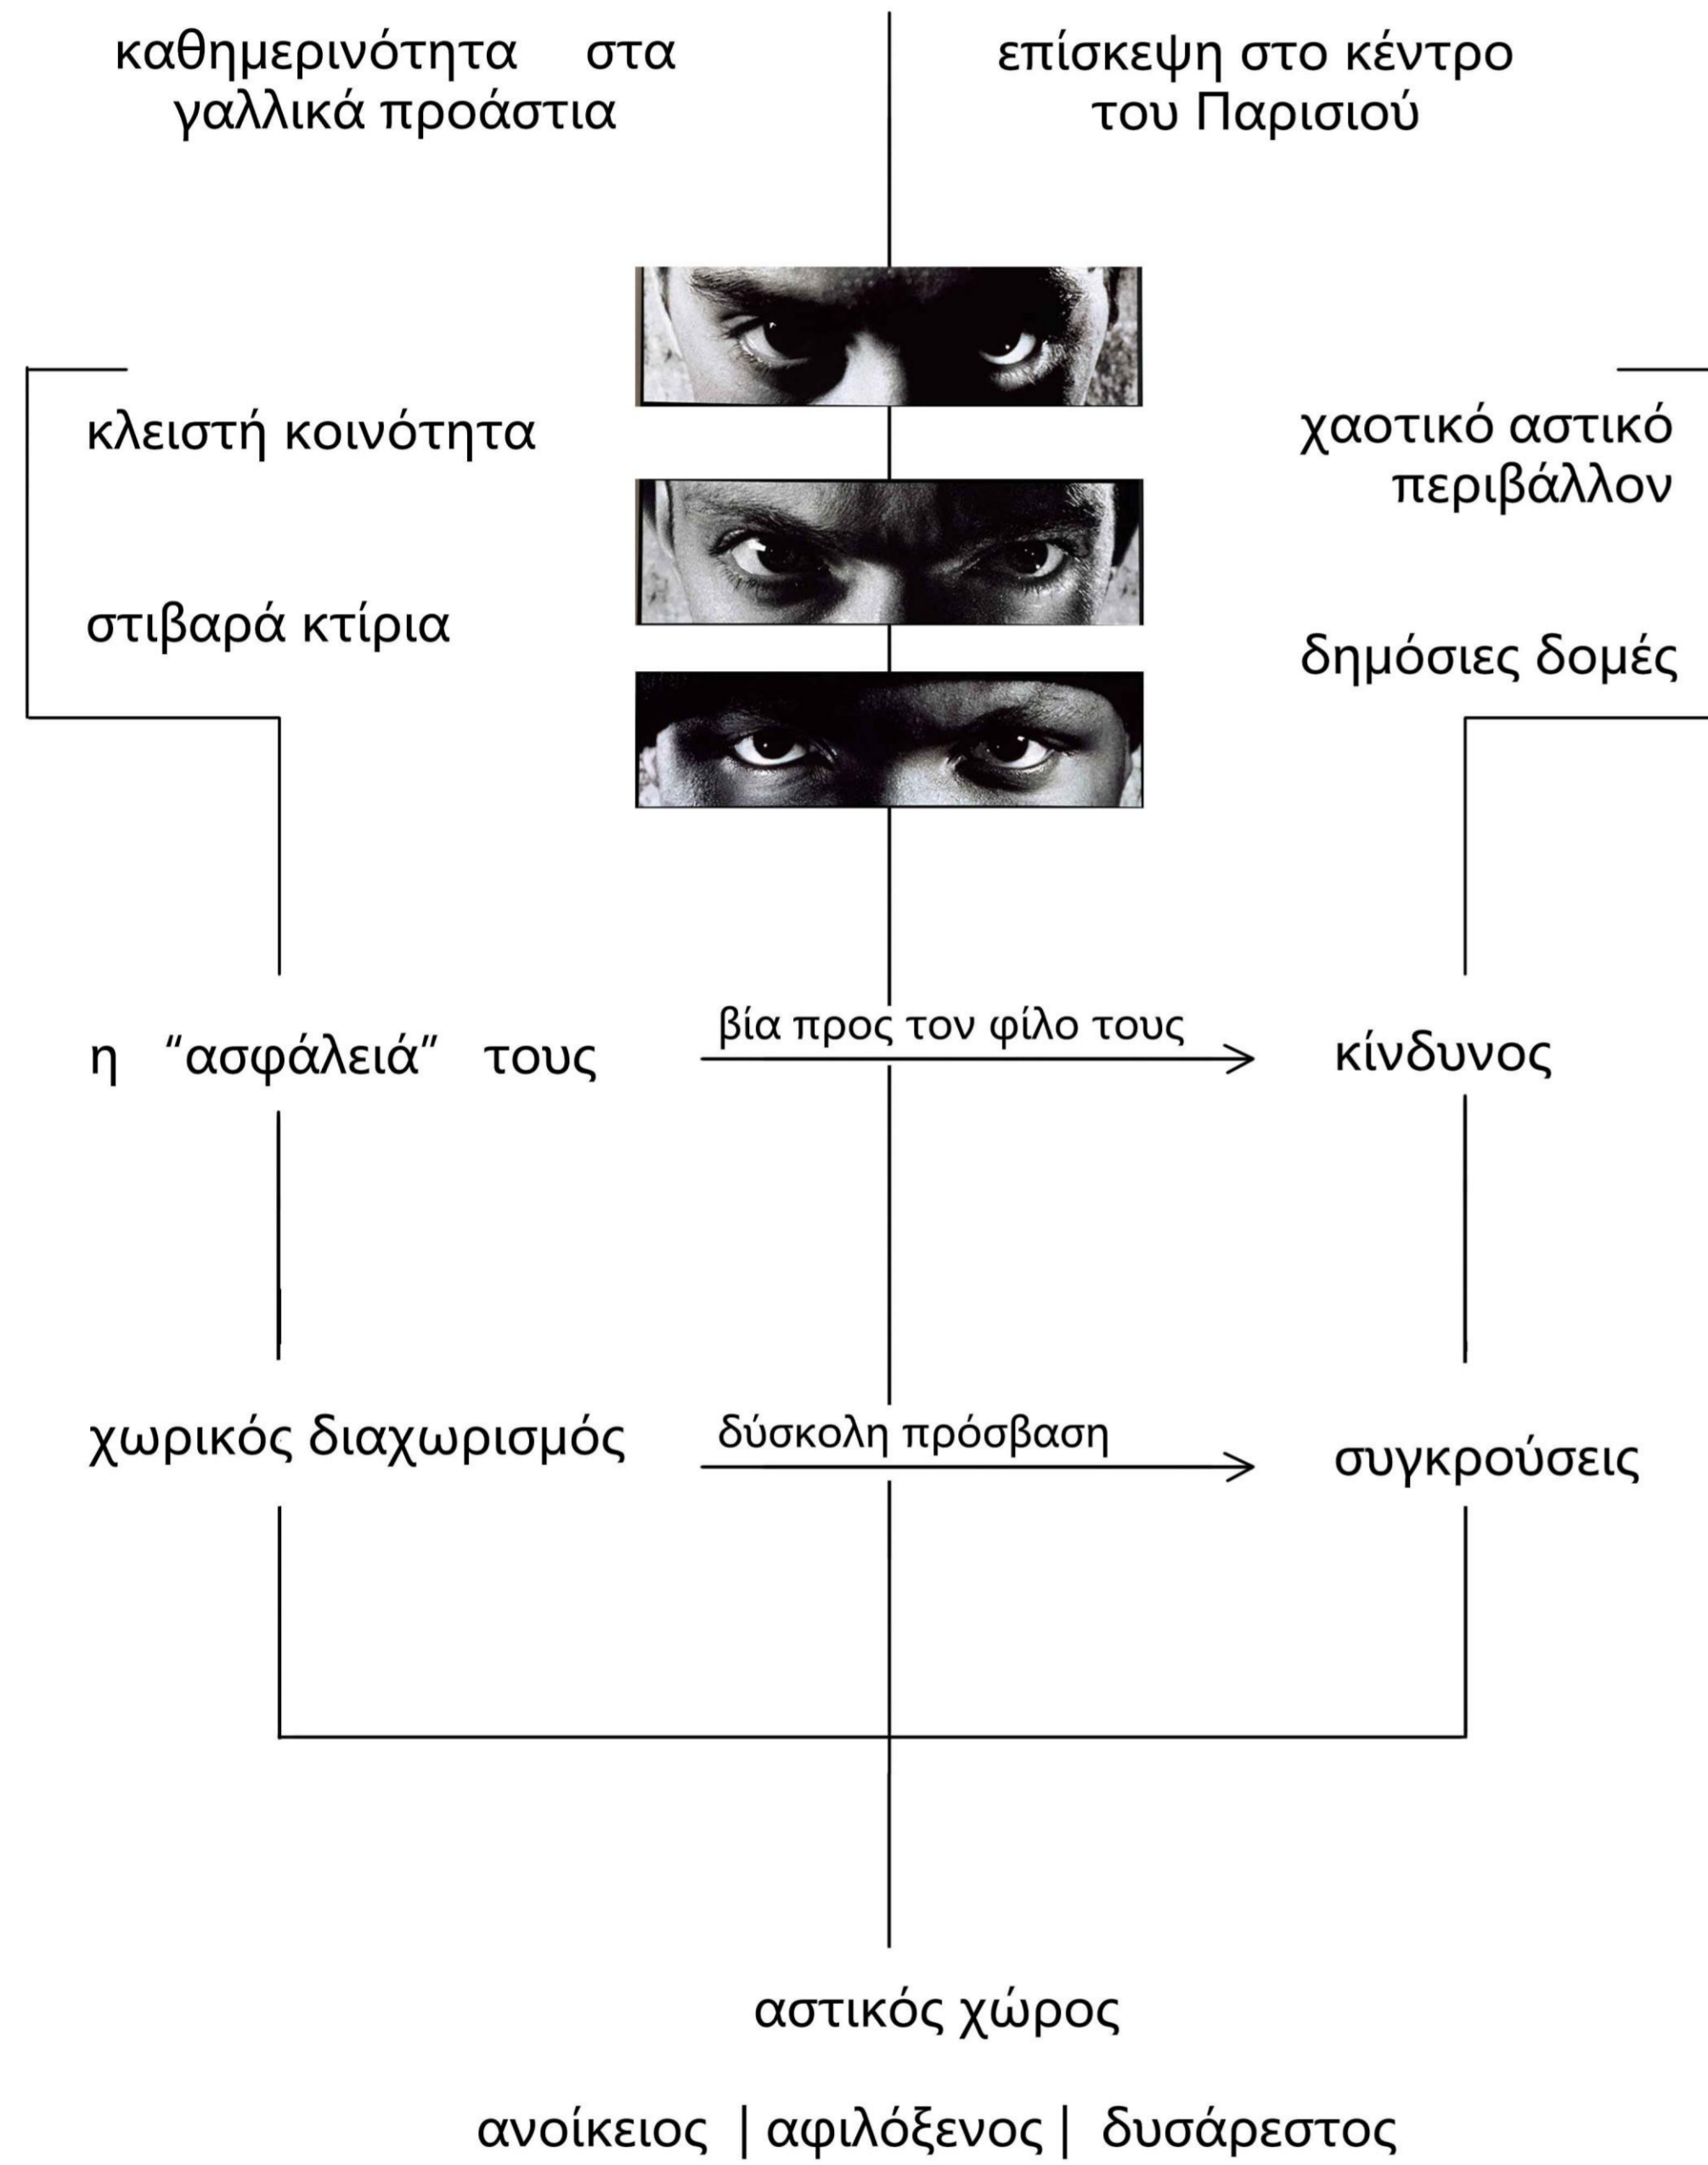 καθημερινότητα στα
γαλλικά προάστια
επίσκεψη στο κέντρο
του Παρισιού
κλειστή κοινότητα
στιβαρά κτίρια
χαοτικό αστικό
περιβάλλον
δημόσιες δομές
η “ασφάλειά” τους
βία προς τον φίλο τους
κίνδυνος
χωρικός διαχωρισμός
δύσκολη πρόσβαση
συγκρούσεις
αστικός χώρος
ανοίκειος | αφιλόξενος | δυσάρεστος